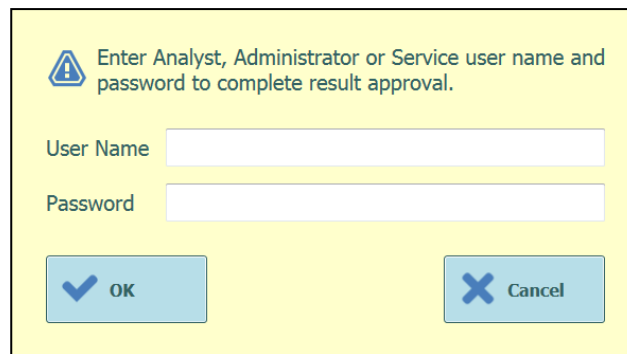 Enter Analyst, Administrator or Service user name and
password to complete result approval.
User Name
Password
OK
Cancel